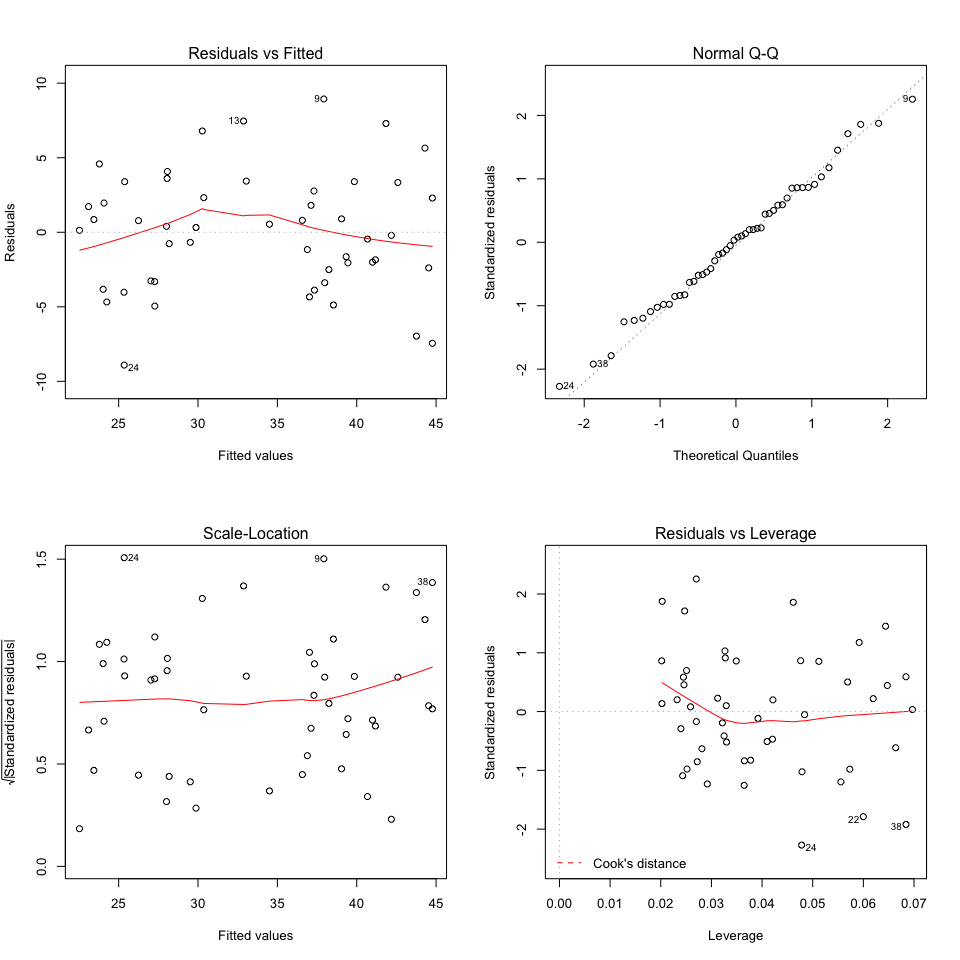 Residuals vs Fitted
Residuals
10
5
0
-5
-10
9
13
24
25 30 35 40 45
Fitted values
Normal Q-Q
Standardized residuals
2
1
0
-1
-2
9
38
24
-2 -1 0 1 2
Theoretical Quantiles
Scale-Location
√|Standardized residuals|
1.5
1.0
0.5
0.0
24
9
38
25 30 35 40 45
Fitted values
Residuals vs Leverage
Standardized residuals
2
1
0
-1
-2
22
38
24
Cook's distance
0.00 0.01 0.02 0.03 0.04 0.05 0.06 0.07
Leverage